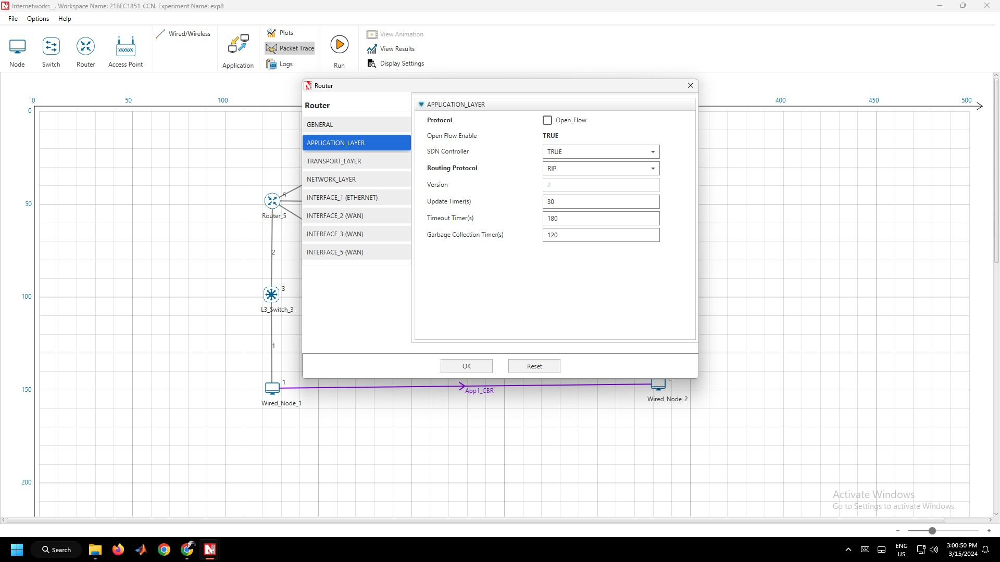 Internetworks__. Workspace Name: 21BEC1851_CCN. Experiment Name: exp8
File Options Help
Node
Switch
Router
Access Point
Wired/Wireless
Application
Plots
Packet Trace
Logs
Run
View Animation
View Results
Display Settings
0 50 100 400 450 500
0
50
100
150
200
5
Router_5
2
3
L3_Switch_3
1
1
Wired_Node_1
App1_CBR
Wired_Node_2
Router
Router
GENERAL
APPLICATION_LAYER
TRANSPORT_LAYER
NETWORK_LAYER
INTERFACE_1 (ETHERNET)
INTERFACE_2 (WAN)
INTERFACE_3 (WAN)
INTERFACE_5 (WAN)
APPLICATION_LAYER
Protocol Open_Flow
Open Flow Enable TRUE
SDN Controller TRUE
Routing Protocol RIP
Version 2
Update Timer(s) 30
Timeout Timer(s) 180
Garbage Collection Timer(s) 120
OK Reset
Activate Windows
Go to Settings to activate Windows.
- +
Search
ENG
US
3:00:50 PM
3/15/2024